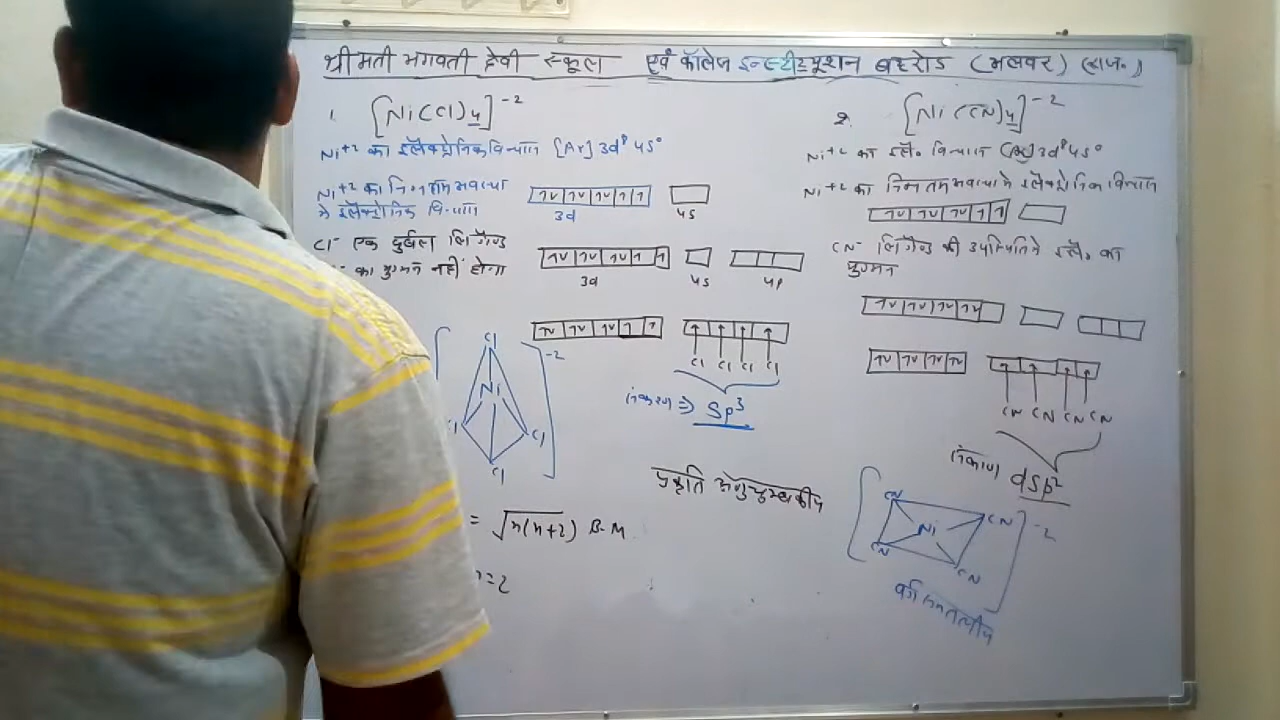 श्रीमती भगवती देवी स्कूल एवं कॉलेज इन्स्टीट्यूशन बहरोड (अलवर) (राज.)
1. [Ni(Cl)4]-2
Ni+2 का इलैक्ट्रोनिक विन्यास [Ar] 3d8 4s0
Ni+2 का निम्नतम अवस्था
मे इलैक्ट्रोनिक विन्यास
3d 4s
Cl- एक दुर्बल लिगैण्ड
का युग्मन नहीं होगा
3d 4s 4p
Cl Cl Cl Cl
⇒ sp3
[
Cl
Ni
Cl Cl
Cl
]-2
प्रकृति अनुचुम्बकीय
= √n(n+2) B.M
n=2
2. [Ni(CN)4]-2
Ni+2 का इलै. विन्यास [Ar] 3d8 4s0
Ni+2 का निम्नतम अवस्था मे इलैक्ट्रोनिक विन्यास
CN- लिगैण्ड की उपस्थिति मे इलै. का
युग्मन
CN CN CN CN
dsp2
[
CN CN
Ni
CN CN
]-2